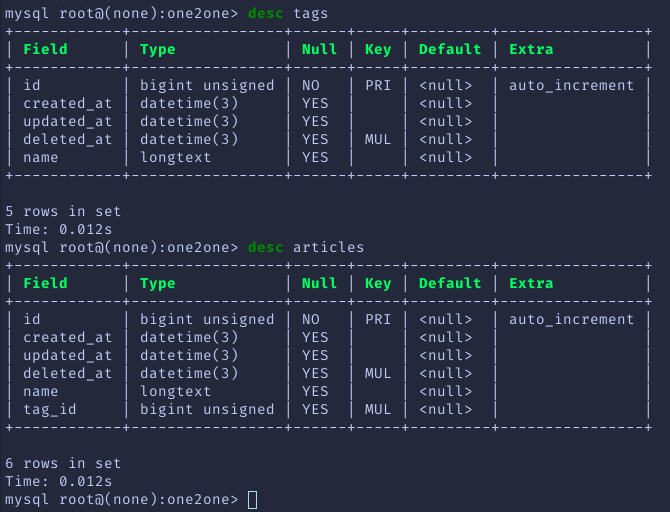 mysql root@(none):one2one> desc tags
+------------+-----------------+------+-----+---------+----------------+
| Field      | Type            | Null | Key | Default | Extra          |
+------------+-----------------+------+-----+---------+----------------+
| id         | bigint unsigned | NO   | PRI | <null>  | auto_increment |
| created_at | datetime(3)     | YES  |     | <null>  |                |
| updated_at | datetime(3)     | YES  |     | <null>  |                |
| deleted_at | datetime(3)     | YES  | MUL | <null>  |                |
| name       | longtext        | YES  |     | <null>  |                |
+------------+-----------------+------+-----+---------+----------------+
5 rows in set
Time: 0.012s
mysql root@(none):one2one> desc articles
+------------+-----------------+------+-----+---------+----------------+
| Field      | Type            | Null | Key | Default | Extra          |
+------------+-----------------+------+-----+---------+----------------+
| id         | bigint unsigned | NO   | PRI | <null>  | auto_increment |
| created_at | datetime(3)     | YES  |     | <null>  |                |
| updated_at | datetime(3)     | YES  |     | <null>  |                |
| deleted_at | datetime(3)     | YES  | MUL | <null>  |                |
| name       | longtext        | YES  |     | <null>  |                |
| tag_id     | bigint unsigned | YES  | MUL | <null>  |                |
+------------+-----------------+------+-----+---------+----------------+
6 rows in set
Time: 0.012s
mysql root@(none):one2one>